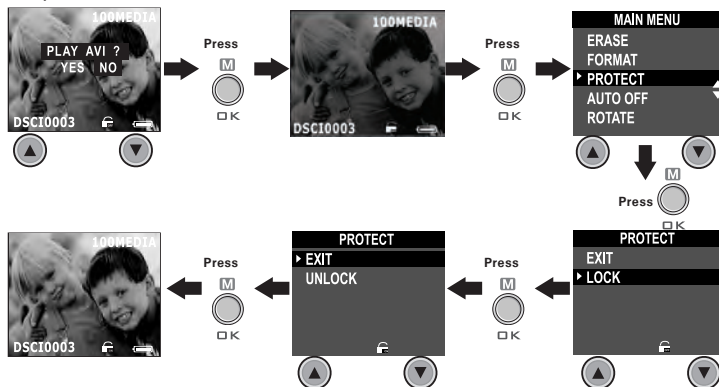 100MEDIA
PLAY AVI ?
YES NO
DSCI0003
Press
M
OK
100MEDIA
DSCI0003
Press
M
OK
MAIN MENU
ERASE
FORMAT
PROTECT
AUTO OFF
ROTATE
Press
M
OK
PROTECT
EXIT
LOCK
Press
M
OK
PROTECT
EXIT
UNLOCK
Press
M
OK
100MEDIA
DSCI0003